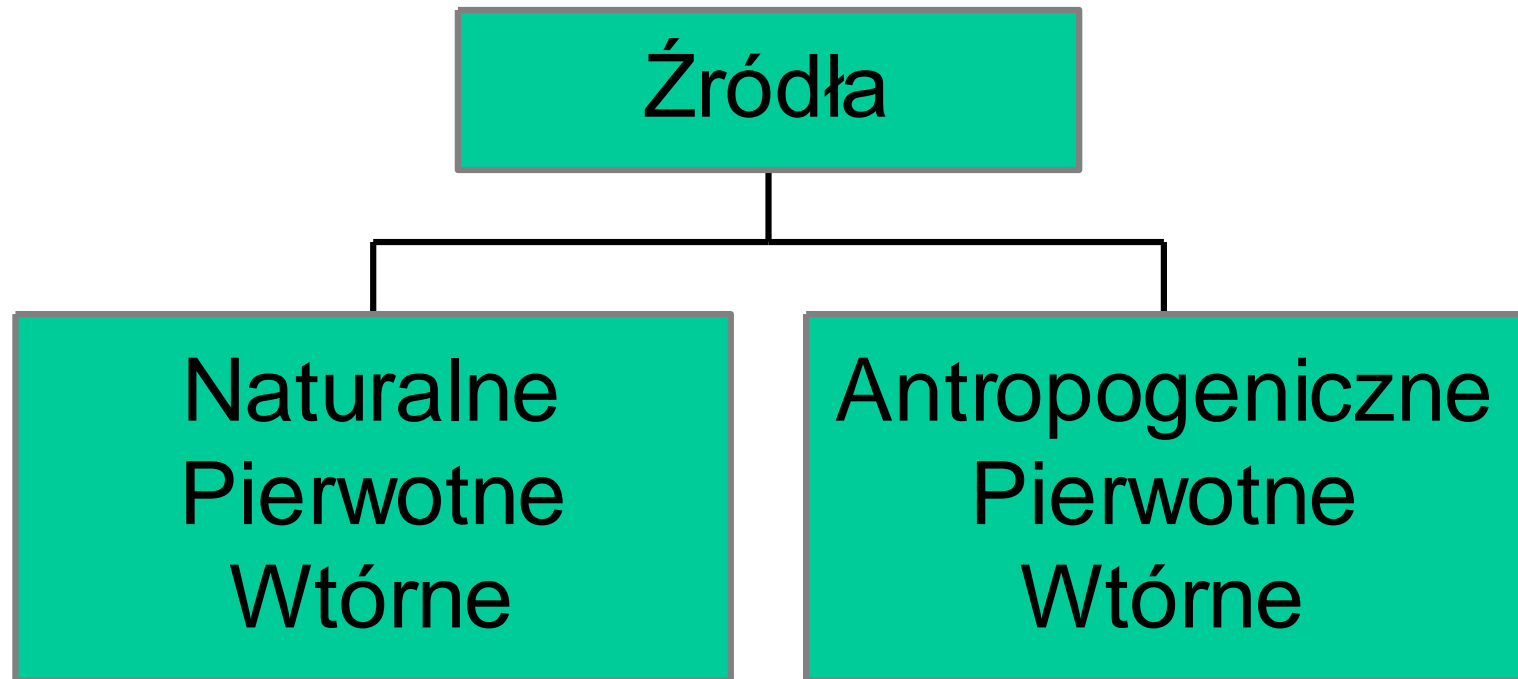 Źródła
Naturalne
Pierwotne
Wtórne
Antropogeniczne
Pierwotne
Wtórne